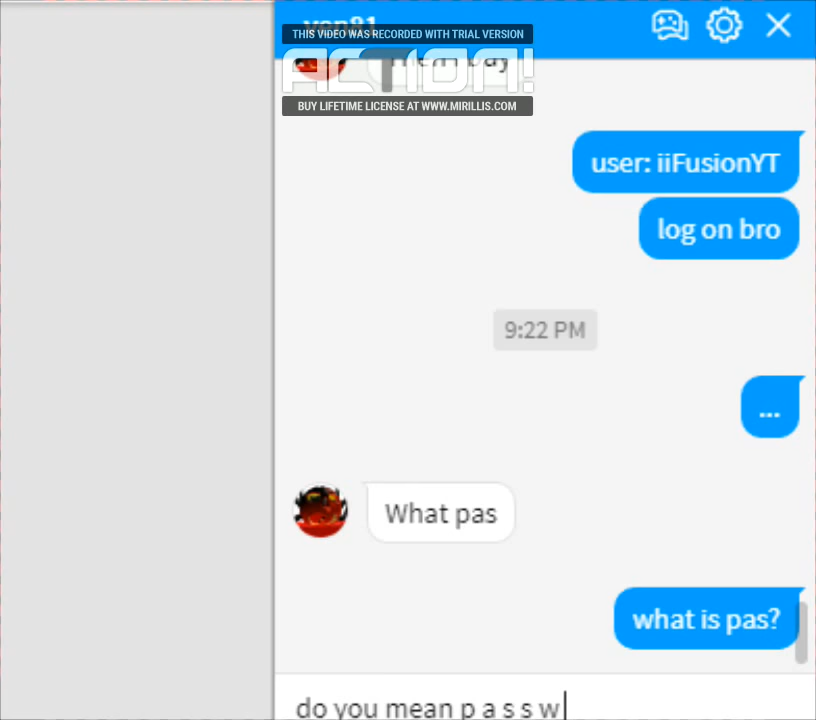 THIS VIDEO WAS RECORDED WITH TRIAL VERSION
ACTION!
BUY LIFETIME LICENSE AT WWW.MIRILLIS.COM
user: iiFusionYT
log on bro
9:22 PM
...
What pas
what is pas?
do you mean p a s s w